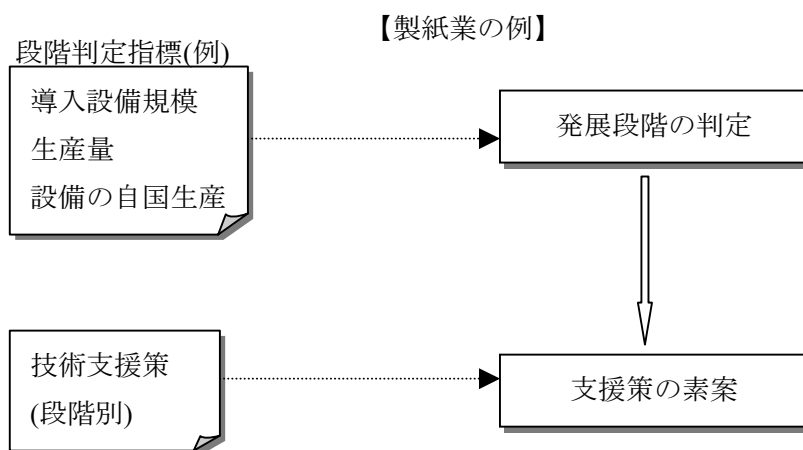 【製紙業の例】
段階判定指標(例)
導入設備規模
生産量
設備の自国生産
発展段階の判定
技術支援策
(段階別)
支援策の素案